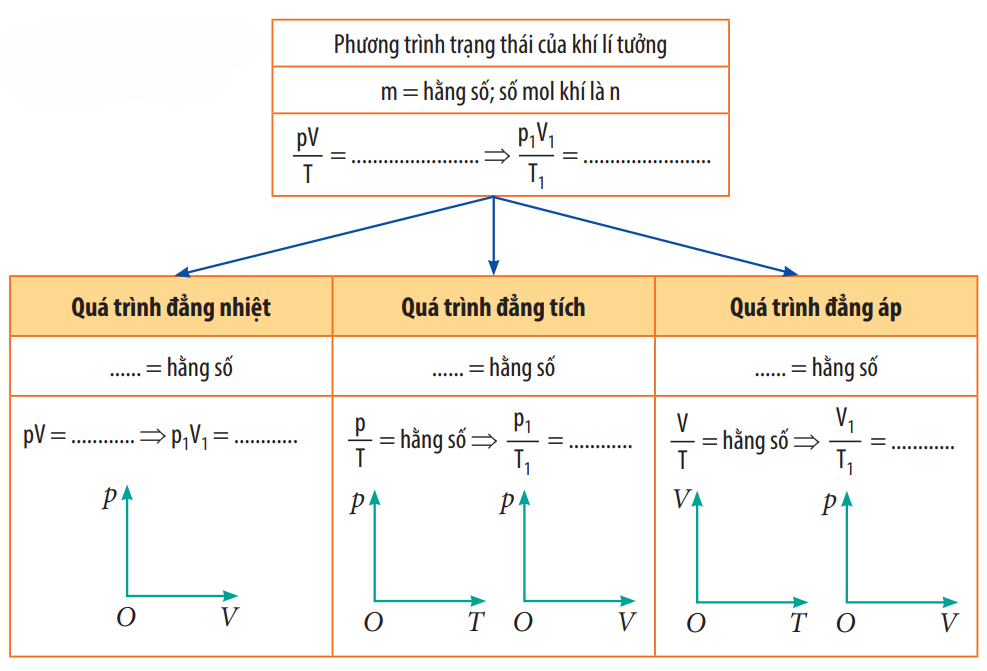 Phương trình trạng thái của khí lí tưởng
m = hằng số; số mol khí là n
pV/T = ........................ ⇒ p₁V₁/T₁ = ........................
Quá trình đẳng nhiệt
Quá trình đẳng tích
Quá trình đẳng áp
...... = hằng số
...... = hằng số
...... = hằng số
pV = ............ ⇒ p₁V₁ = ............
p/T = hằng số ⇒ p₁/T₁ = ............
V/T = hằng số ⇒ V₁/T₁ = ............
p
O
V
p
O
T
p
O
V
V
O
T
p
O
V